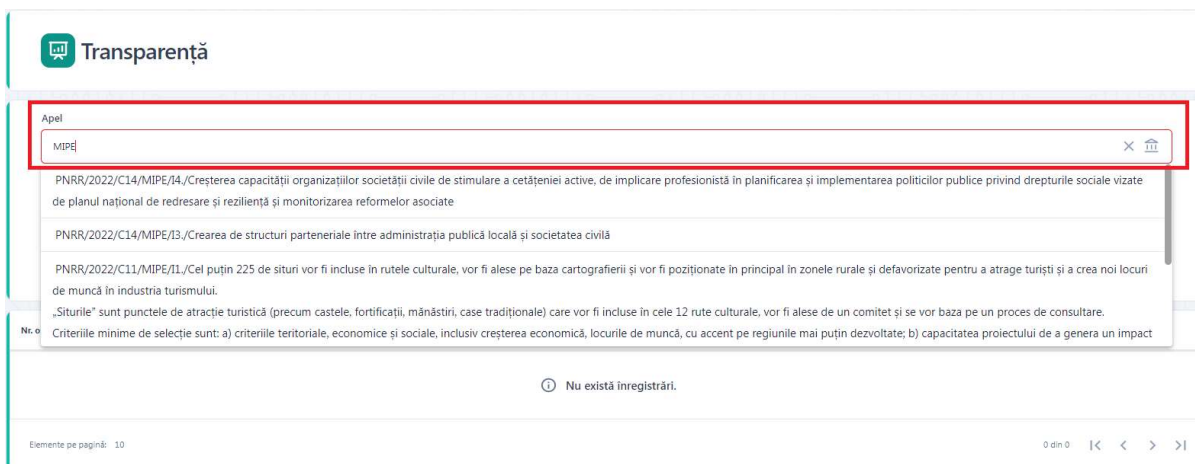 Transparență
Apel
MIPE
PNRR/2022/C14/MIPE/I4./Creșterea capacității organizațiilor societății civile de stimulare a cetățeniei active, de implicare profesionistă în planificarea și implementarea politicilor publice privind drepturile sociale vizate
de planul național de redresare și reziliență și monitorizarea reformelor asociate
PNRR/2022/C14/MIPE/I3./Crearea de structuri parteneriale între administrația publică locală și societatea civilă
PNRR/2022/C11/MIPE/I1./Cel puțin 225 de situri vor fi incluse în rutele culturale, vor fi alese pe baza cartografierii și vor fi poziționate în principal în zonele rurale și defavorizate pentru a atrage turiști și a crea noi locuri
de muncă în industria turismului.
„Siturile” sunt punctele de atracție turistică (precum castele, fortificații, mănăstiri, case tradiționale) care vor fi incluse în cele 12 rute culturale, vor fi alese de un comitet și se vor baza pe un proces de consultare.
Nr. o
Criteriile minime de selecție sunt: a) criteriile teritoriale, economice și sociale, inclusiv creșterea economică, locurile de muncă, cu accent pe regiunile mai puțin dezvoltate; b) capacitatea proiectului de a genera un impact
Nu există înregistrări.
Elemente pe pagină: 10
0 din 0